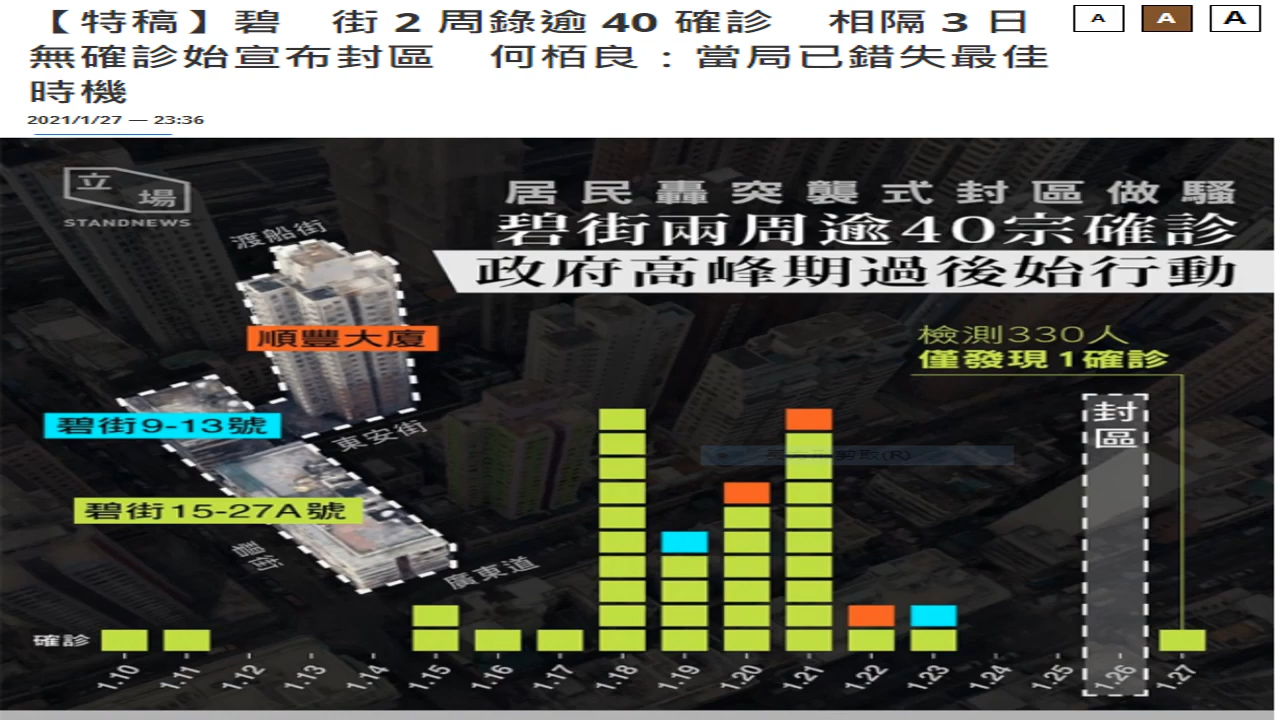 【特稿】碧　街 2 周錄逾 40 確診　相隔 3 日
無確診始宣布封區　何栢良：當局已錯失最佳
時機
A A A
2021/1/27 — 23:36
立場
STANDNEWS
居民轟突襲式封區做騷
碧街兩周逾40宗確診
政府高峰期過後始行動
渡船街
順豐大廈
碧街9-13號
東安街
碧街15-27A號
碧街
廣東道
檢測330人
僅發現1確診
封區
確診
1.10 1.11 1.12 1.13 1.14 1.15 1.16 1.17 1.18 1.19 1.20 1.21 1.22 1.23 1.24 1.25 1.26 1.27